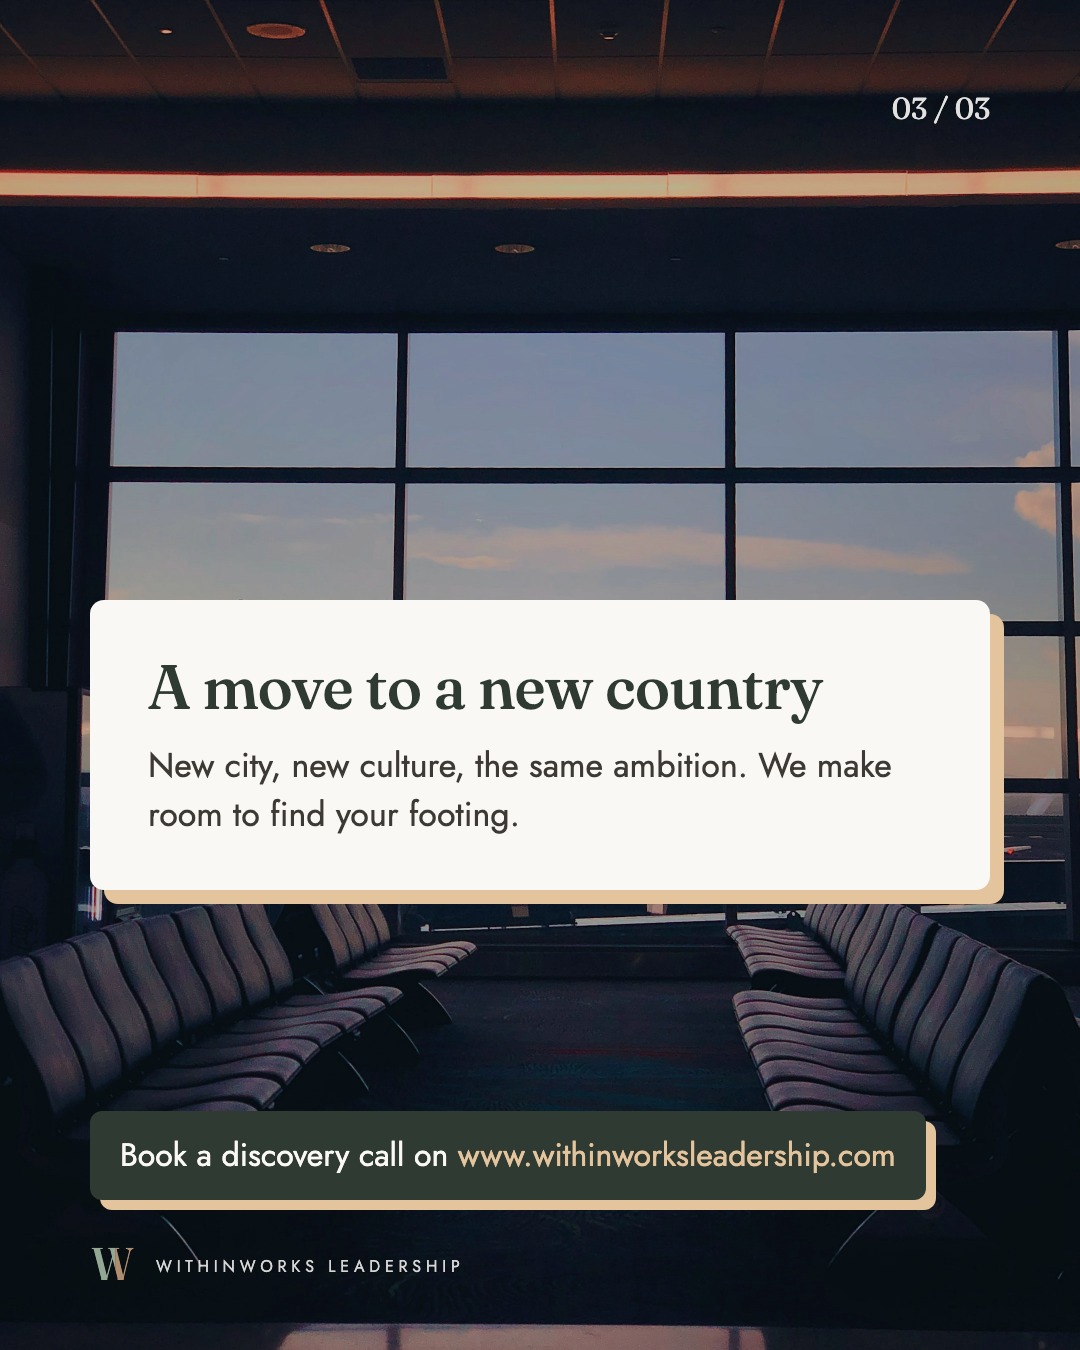 03 / 03
A move to a new country
New city, new culture, the same ambition. We make
room to find your footing.
Book a discovery call on www.withinworksleadership.com
W WITHINWORKS LEADERSHIP